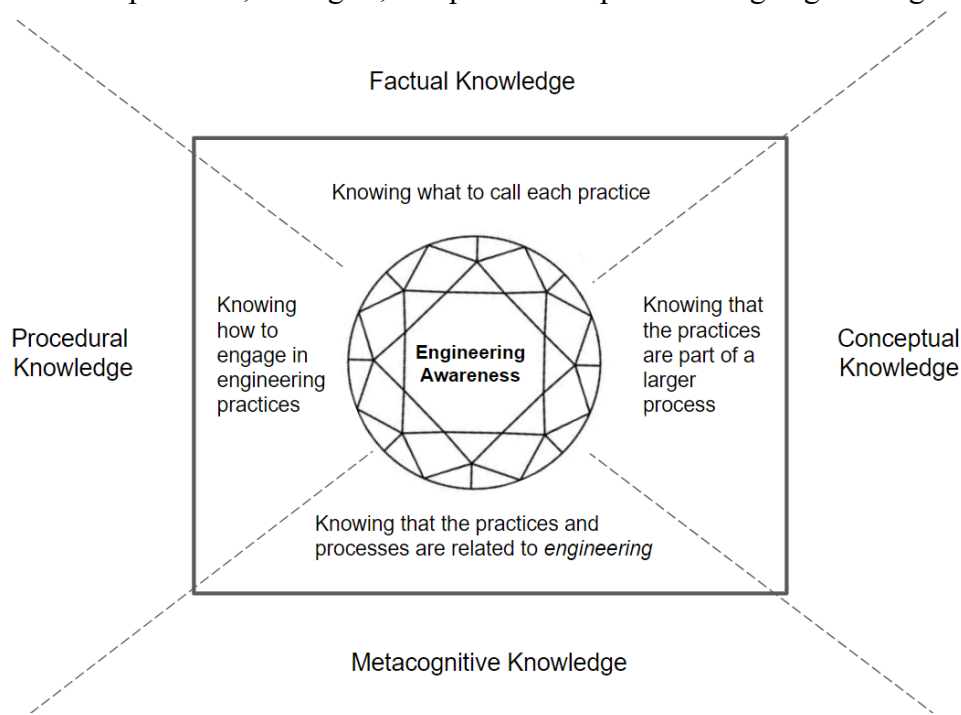 Factual Knowledge
Knowing what to call each practice
Procedural
Knowledge
Knowing
how to
engage in
engineering
practices
Engineering
Awareness
Knowing that
the practices
are part of a
larger
process
Conceptual
Knowledge
Knowing that the practices and
processes are related to engineering
Metacognitive Knowledge